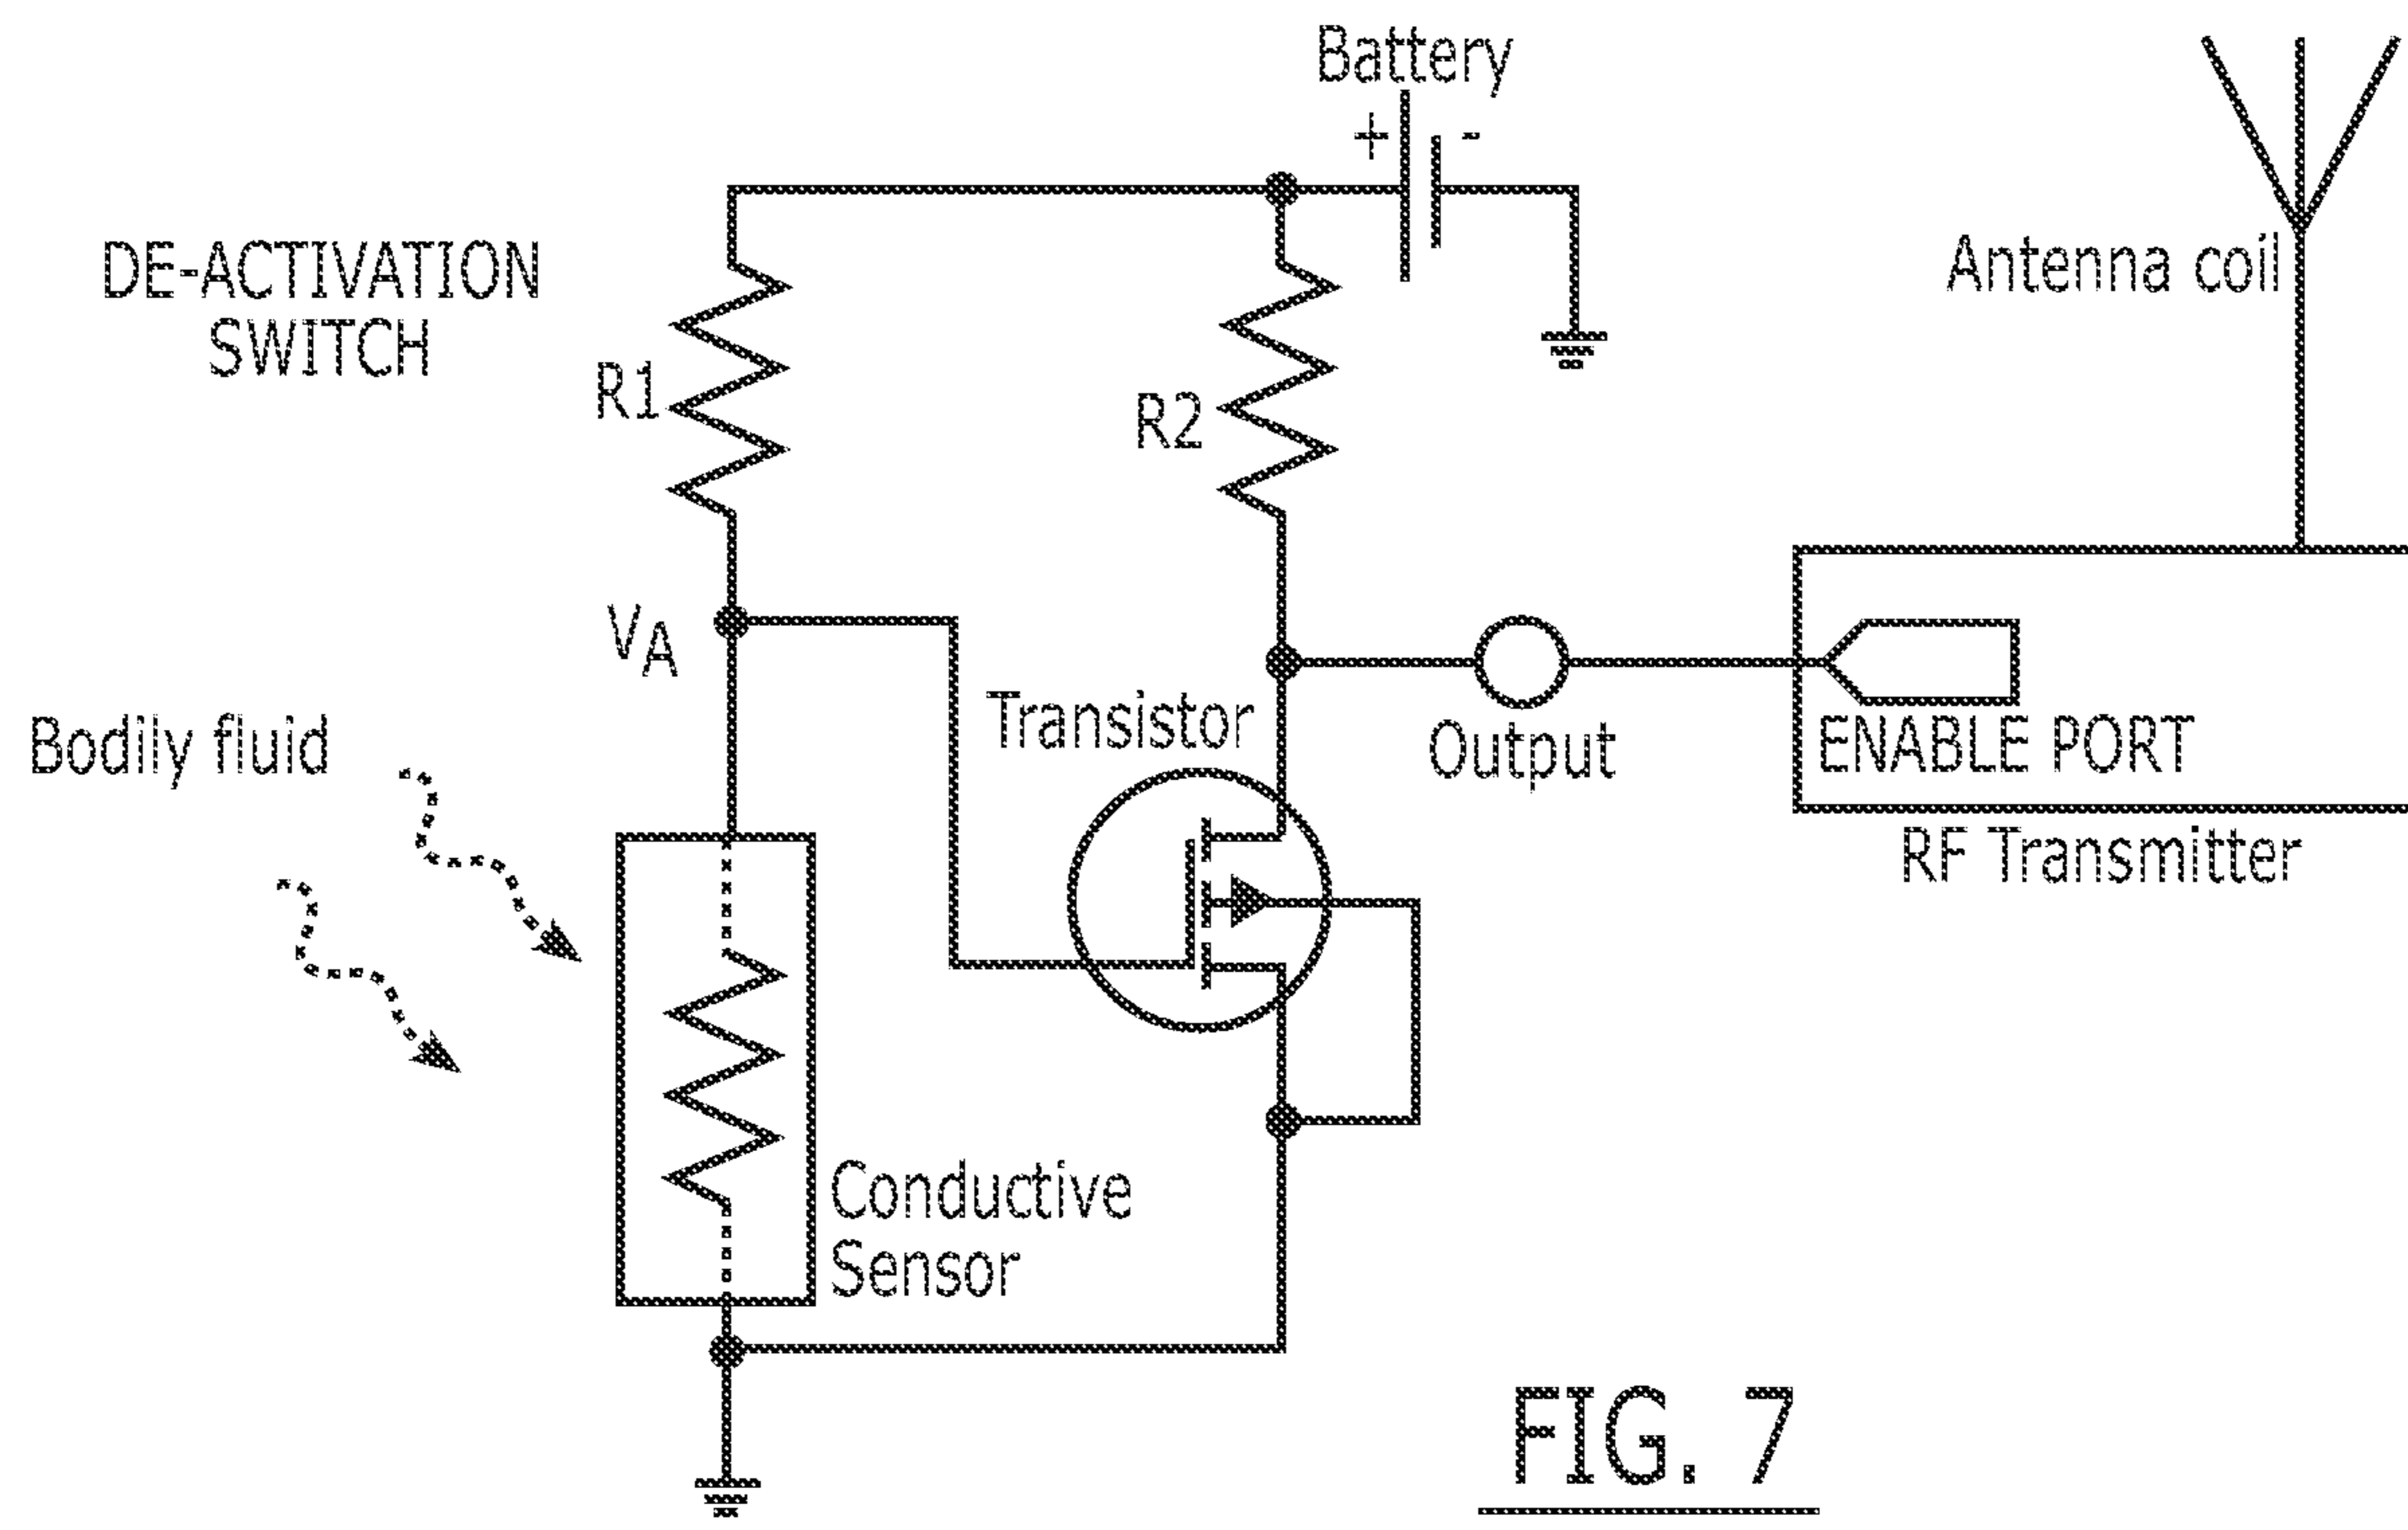 Battery
+ -
DE-ACTIVATION
SWITCH
Antenna coil
R1
R2
VA
Bodily fluid
Transistor
Output
ENABLE PORT
RF Transmitter
Conductive
Sensor
FIG. 7